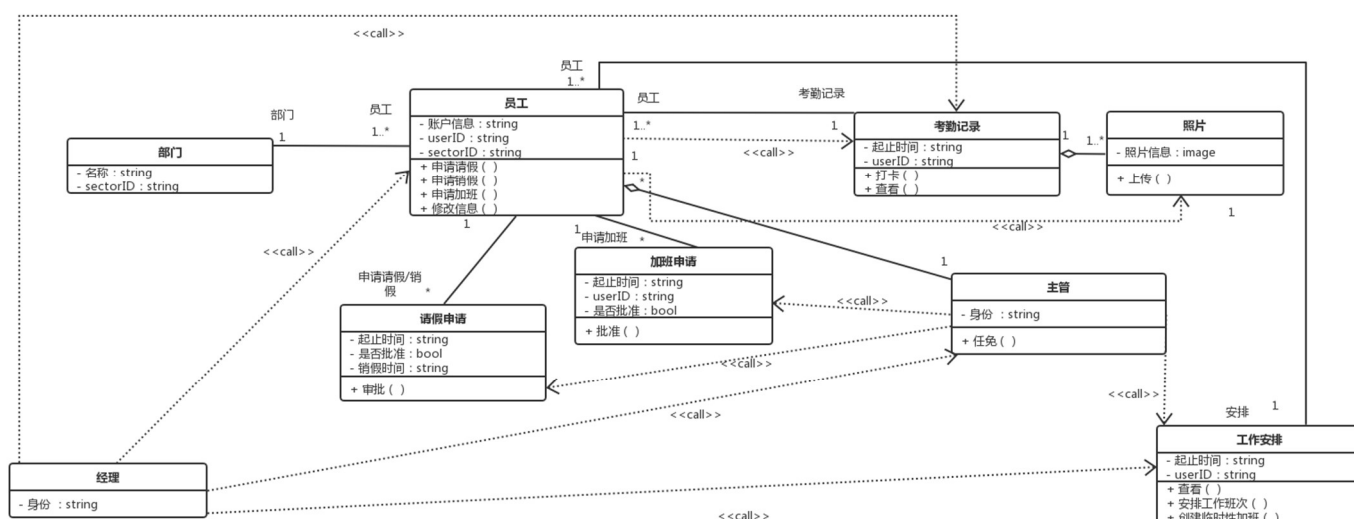 <<call>>
员工
1..*
员工
考勤记录
部门
员工
1
1..*
员工
- 账户信息：string
- userID：string
- sectorID：string
+ 申请请假（ ）
+ 申请销假（ ）
+ 申请加班（ ）
+ 修改信息（ ）
1..*
1
<<call>>
考勤记录
- 起止时间：string
- userID：string
+ 打卡（ ）
+ 查看（ ）
1
1..*
照片
- 照片信息：image
+ 上传（ ）
部门
- 名称：string
- sectorID：string
1
*
<<call>>
1
<<call>>
1
1
申请加班
*
1
申请请假/销
假
*
加班申请
- 起止时间：string
- userID：string
- 是否批准：bool
+ 批准（ ）
<<call>>
主管
- 身份 ：string
+ 任免（ ）
请假申请
- 起止时间：string
- 是否批准：bool
- 销假时间：string
+ 审批（ ）
<<call>>
<<call>>
<<call>>
安排
1
工作安排
- 起止时间：string
- userID：string
+ 查看（ ）
+ 安排工作班次（ ）
+ 创建临时性加班（ ）
经理
- 身份 ：string
<<call>>